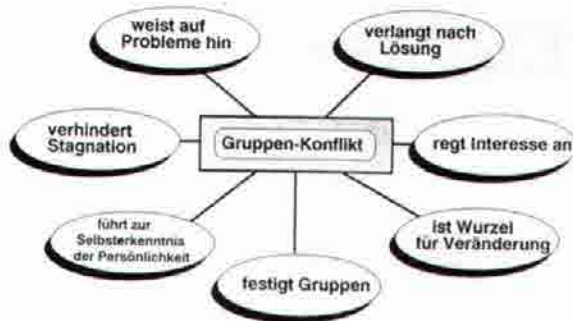 weist auf
Probleme hin
verlangt nach
Lösung
verhindert
Stagnation
Gruppen-Konflikt
regt Interesse an
führt zur
Selbsterkenntnis
der Persönlichkeit
ist Wurzel
für Veränderung
festigt Gruppen